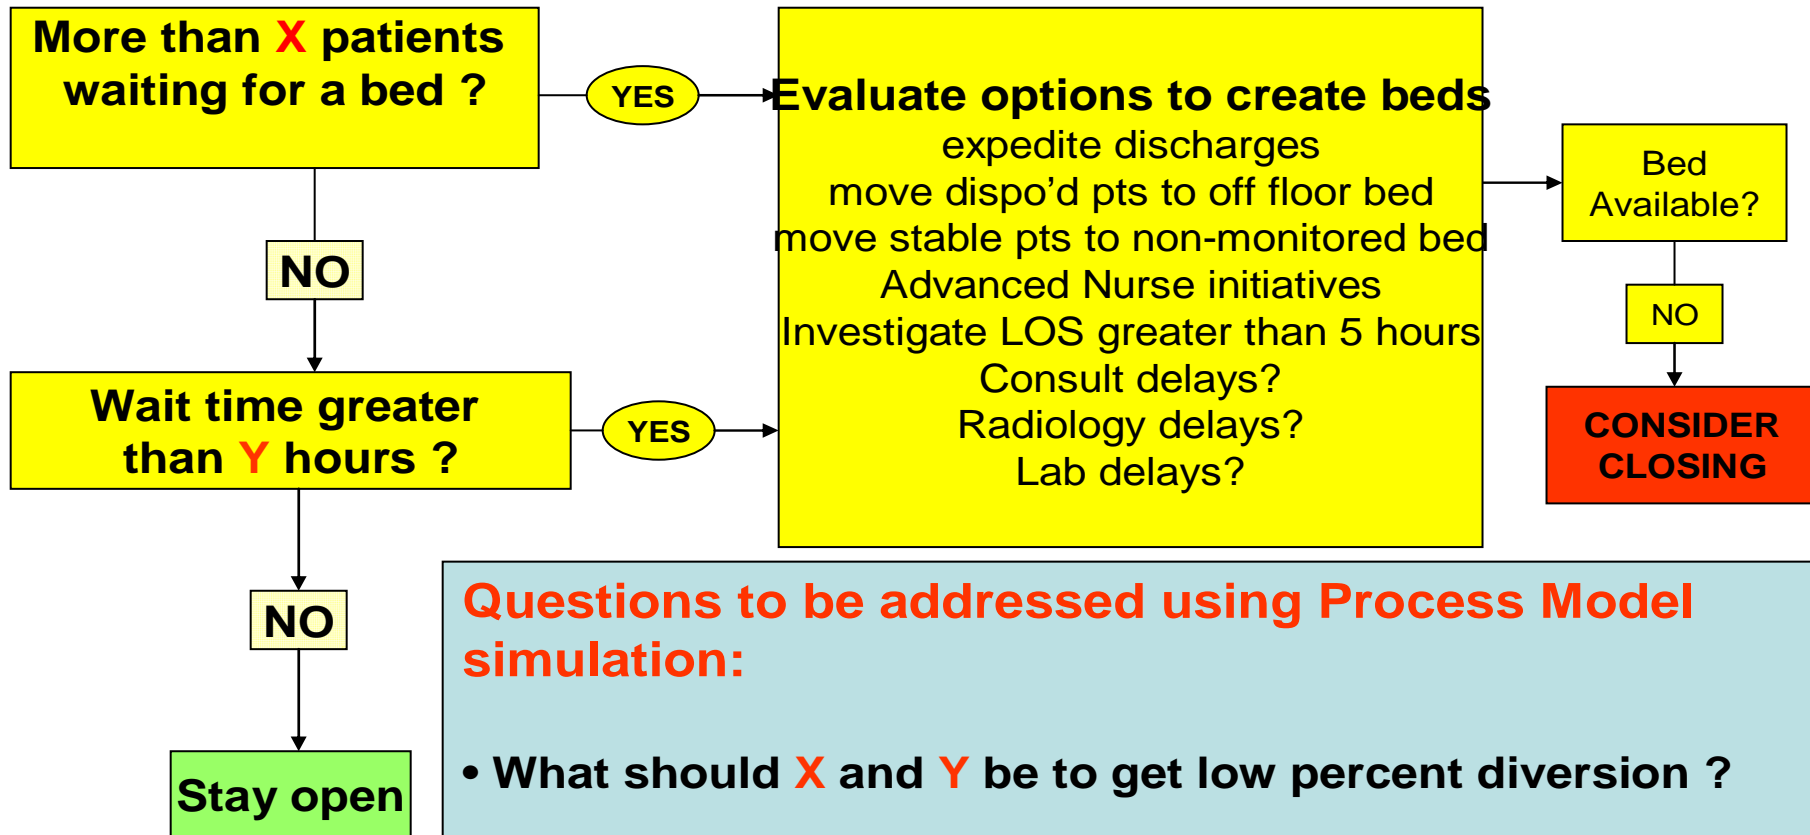 More than X patients
waiting for a bed ?
YES
Evaluate options to create beds
expedite discharges
move dispo’d pts to off floor bed
move stable pts to non-monitored bed
Advanced Nurse initiatives
Investigate LOS greater than 5 hours
Consult delays?
Radiology delays?
Lab delays?
Bed
Available?
NO
CONSIDER
CLOSING
NO
Wait time greater
than Y hours ?
YES
NO
Stay open
Questions to be addressed using Process Model
simulation:
• What should X and Y be to get low percent diversion ?